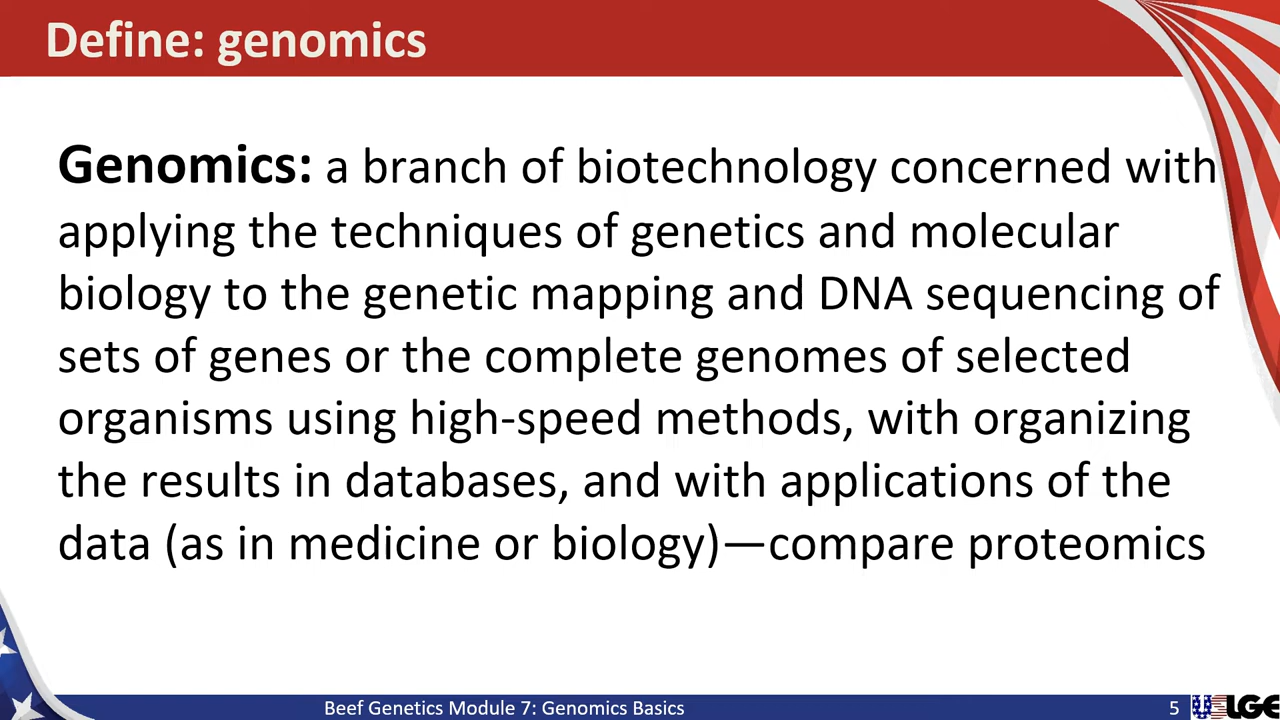 Define: genomics
Genomics: a branch of biotechnology concerned with
applying the techniques of genetics and molecular
biology to the genetic mapping and DNA sequencing of
sets of genes or the complete genomes of selected
organisms using high-speed methods, with organizing
the results in databases, and with applications of the
data (as in medicine or biology)—compare proteomics
Beef Genetics Module 7: Genomics Basics
5
USLGE